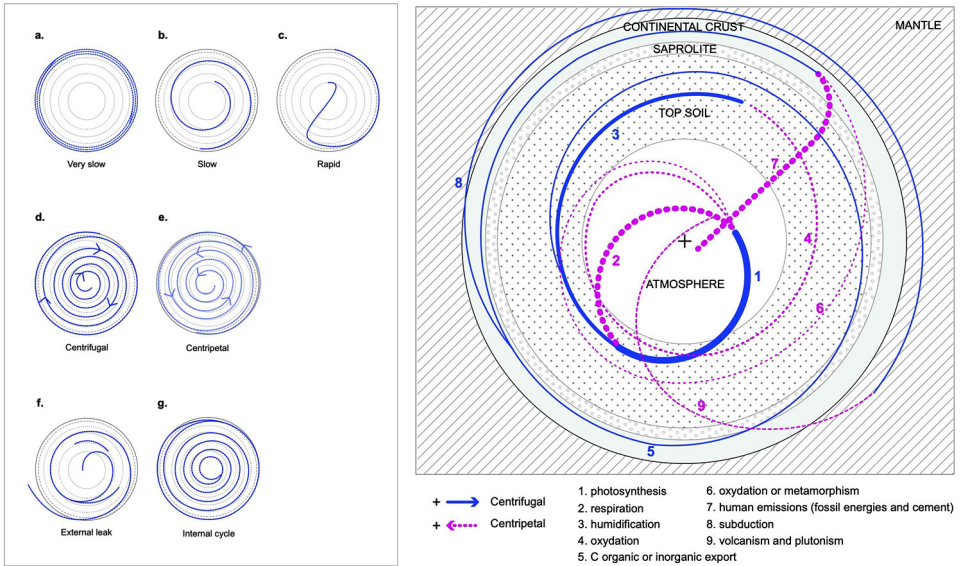 a.
b.
c.
Very slow
Slow
Rapid
d.
e.
Centrifugal
Centripetal
f.
g.
External leak
Internal cycle
MANTLE
CONTINENTAL CRUST
SAPROLITE
TOP SOIL
3
7
8
4
2
1
ATMOSPHERE
6
9
5
+ Centrifugal
+ Centripetal
1. photosynthesis
2. respiration
3. humidification
4. oxydation
5. C organic or inorganic export
6. oxydation or metamorphism
7. human emissions (fossil energies and cement)
8. subduction
9. volcanism and plutonism